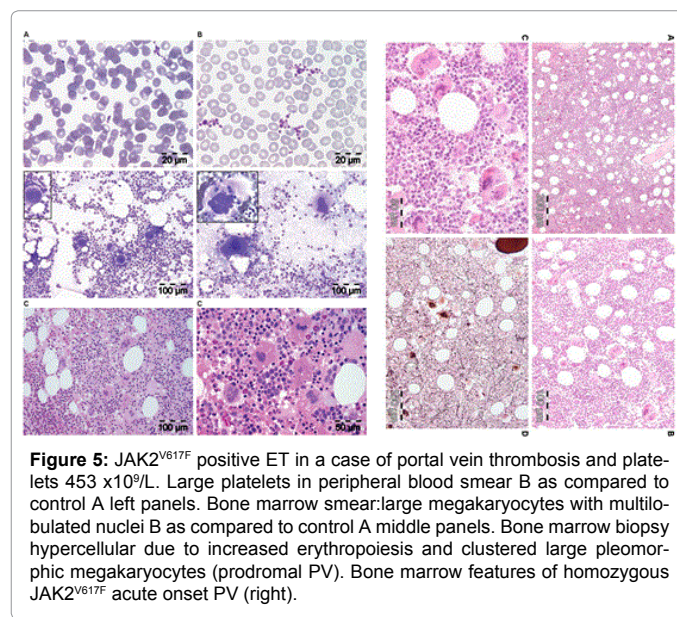 A
B
20 µm
20 µm
100 µm
100 µm
C
C
100 µm
50 µm
C
A
D
B
Figure 5: JAK2V617F positive ET in a case of portal vein thrombosis and plate-
lets 453 x10⁹/L. Large platelets in peripheral blood smear B as compared to
control A left panels. Bone marrow smear:large megakaryocytes with multilo-
bulated nuclei B as compared to control A middle panels. Bone marrow biopsy
hypercellular due to increased erythropoiesis and clustered large pleomor-
phic megakaryocytes (prodromal PV). Bone marrow features of homozygous
JAK2V617F acute onset PV (right).